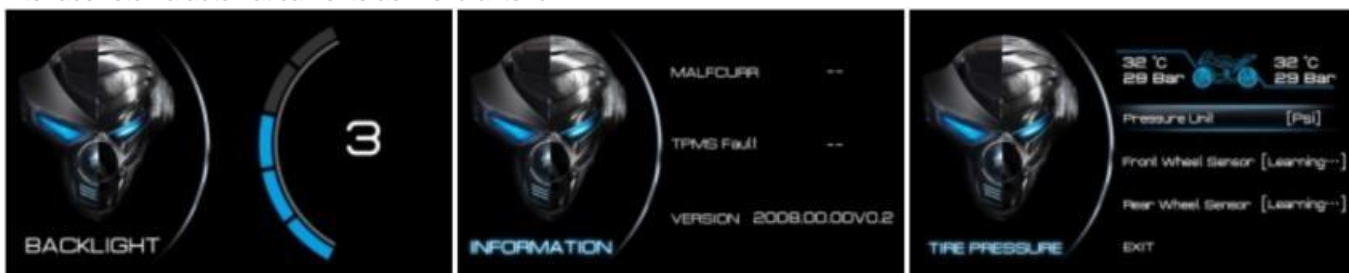 3
BACKLIGHT
MALFCURR --
TPMS Fault --
VERSION 2008.00.00V0.2
INFORMATION
32 °C 32 °C
29 Bar 29 Bar
Pressure Unit [Psi]
Front Wheel Sensor [Learning···]
Rear Wheel Sensor [Learning···]
TIRE PRESSURE EXIT